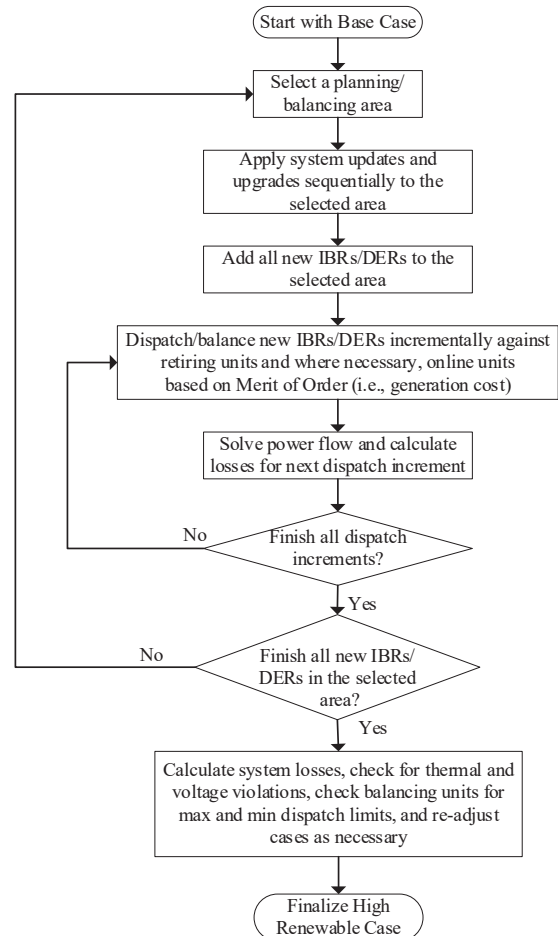 Start with Base Case
Select a planning/
balancing area
Apply system updates and
upgrades sequentially to the
selected area
Add all new IBRs/DERs to the
selected area
Dispatch/balance new IBRs/DERs incrementally against
retiring units and where necessary, online units
based on Merit of Order (i.e., generation cost)
Solve power flow and calculate
losses for next dispatch increment
No
Finish all dispatch
increments?
Yes
No
Finish all new IBRs/
DERs in the selected
area?
Yes
Calculate system losses, check for thermal and
voltage violations, check balancing units for
max and min dispatch limits, and re-adjust
cases as necessary
Finalize High
Renewable Case